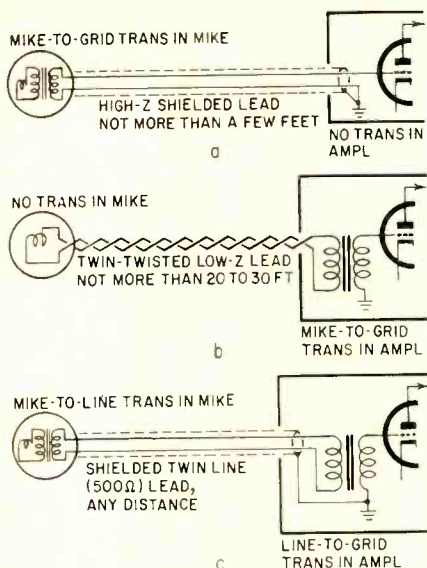 MIKE-TO-GRID TRANS IN MIKE
HIGH-Z SHIELDED LEAD
NOT MORE THAN A FEW FEET
NO TRANS IN
AMPL
a
NO TRANS IN MIKE
TWIN-TWISTED LOW-Z LEAD
NOT MORE THAN 20 TO 30 FT
MIKE-TO-GRID
TRANS IN AMPL
b
MIKE-TO-LINE TRANS IN MIKE
SHIELDED TWIN LINE
(500Ω) LEAD,
ANY DISTANCE
LINE-TO-GRID
TRANS IN AMPL
c